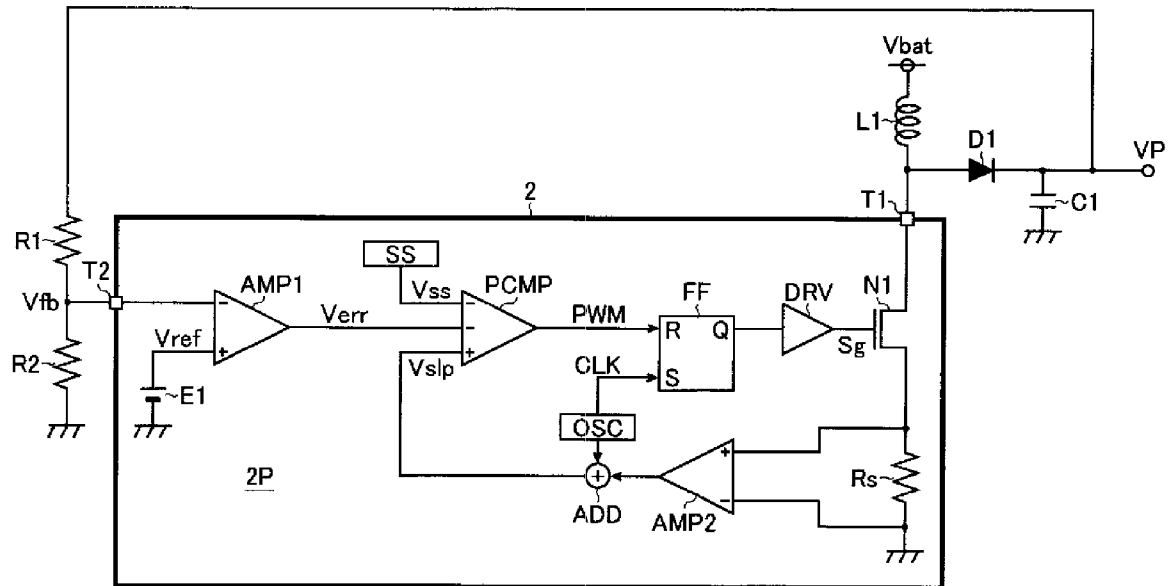 Vbat
L1
D1
VP
C1
T1
2
R1
T2
Vfb
R2
SS
Vss
AMP1
Verr
PCMP
PWM
FF
R Q
S
DRV
N1
Sg
Vref
E1
Vslp
CLK
OSC
ADD
AMP2
Rs
2P
+
-
-
-
+
+
+
-